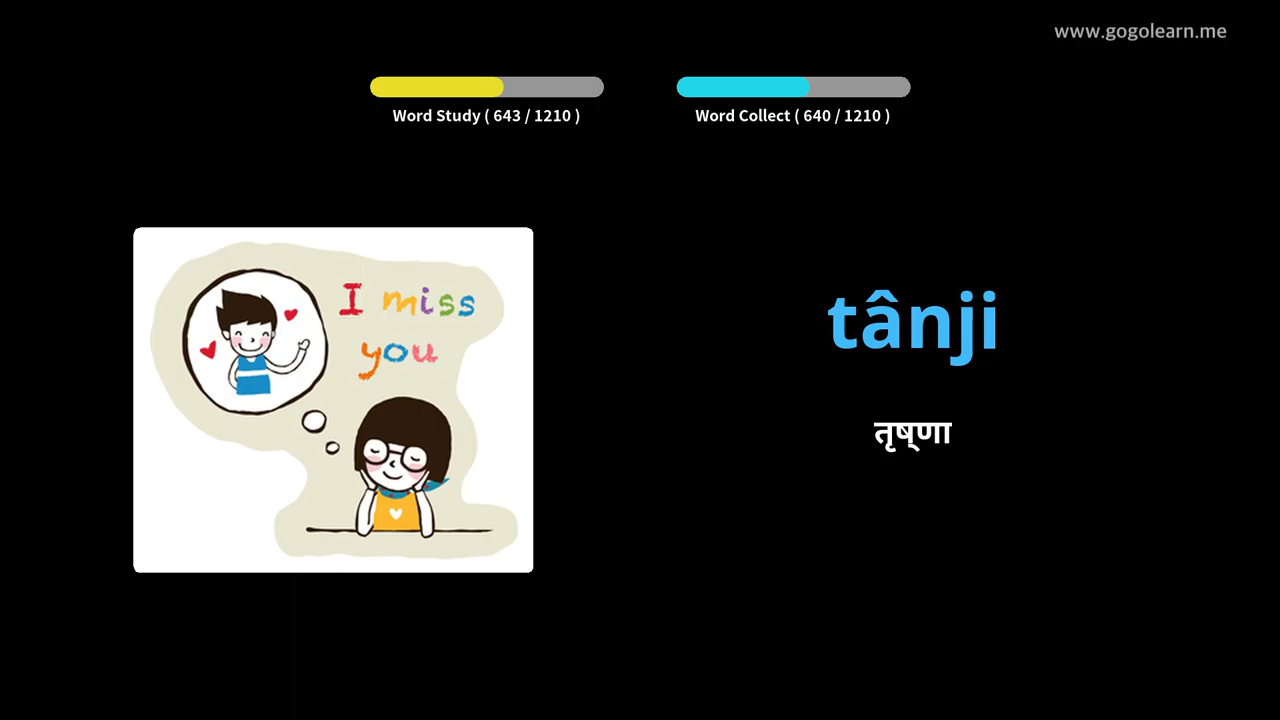 www.gogolearn.me
Word Study ( 643 / 1210 )
Word Collect ( 640 / 1210 )
I miss
you
tânji
तृष्णा